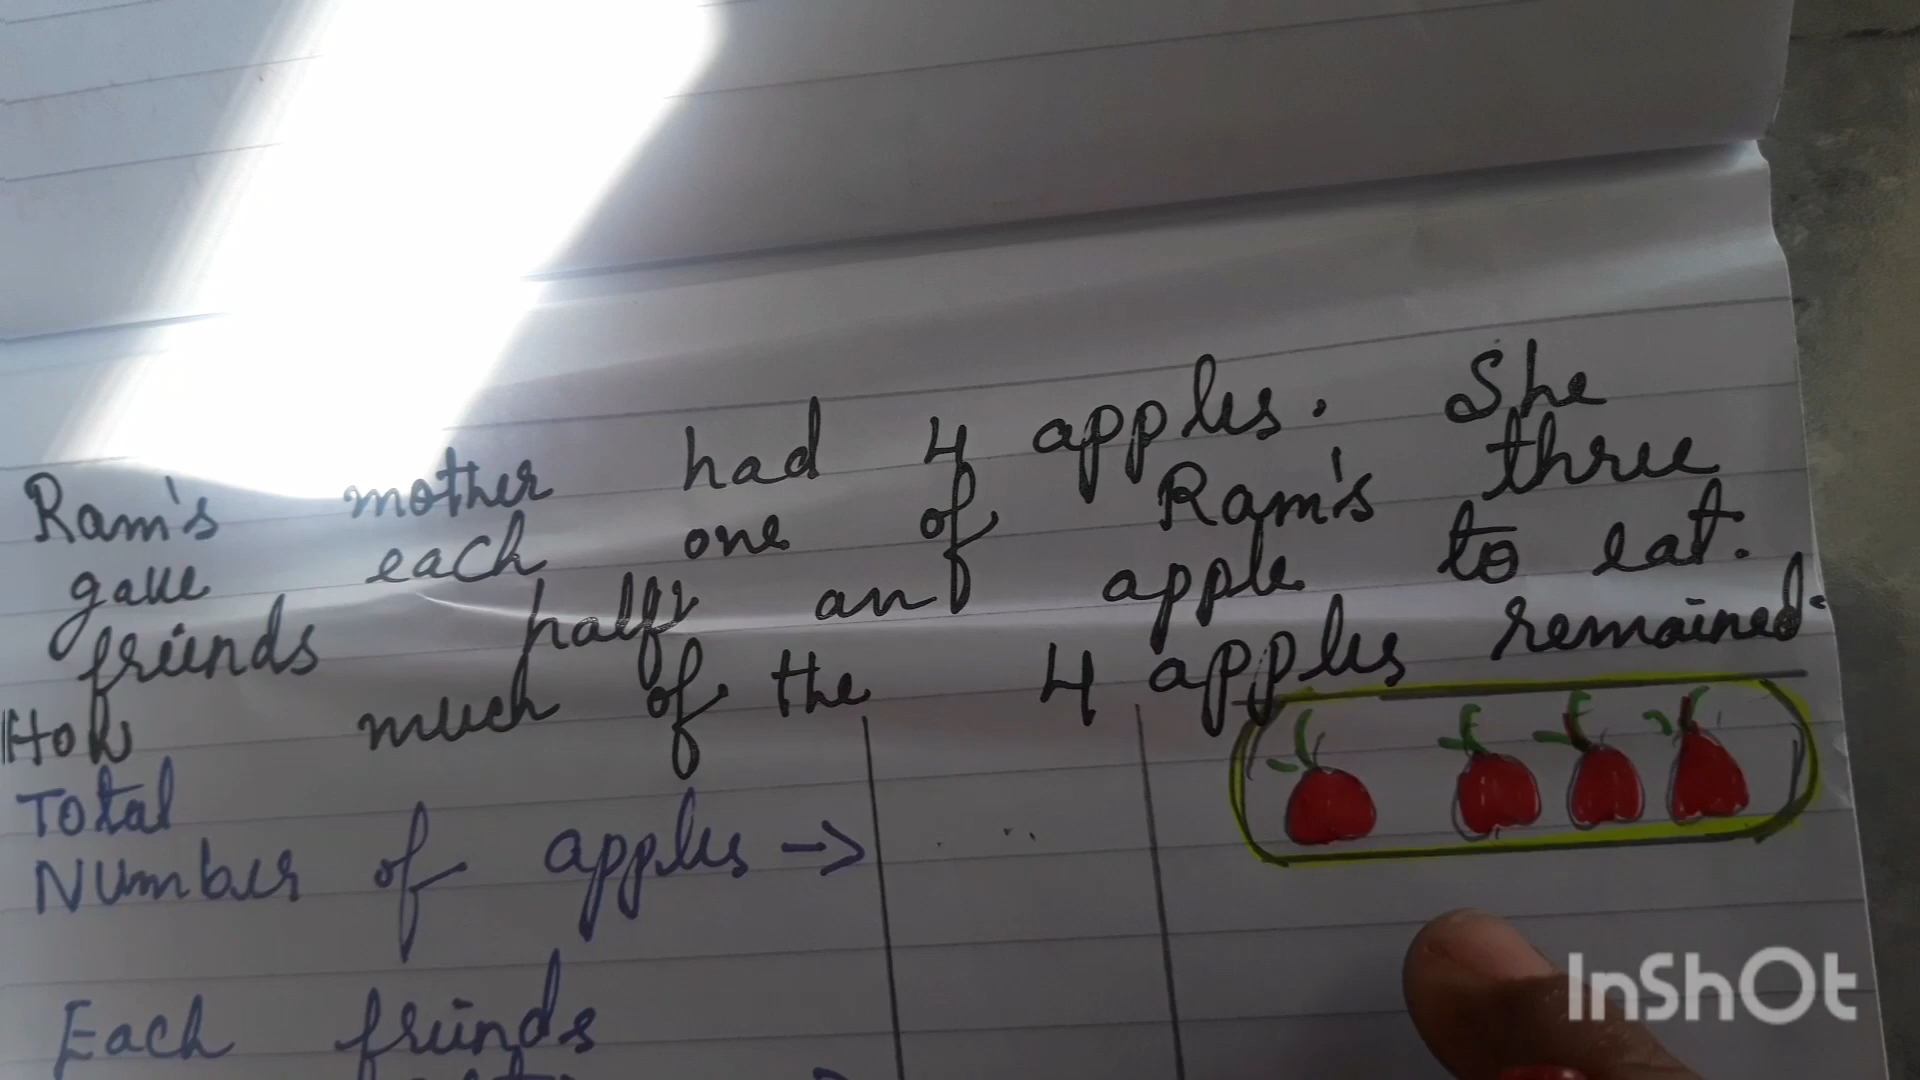 Ram's mother had 4 apples. She
gave each one of Ram's three
friends half an apple to eat.
How much of the 4 apples remained
Total
Number of apples →
Each friends
InShOt